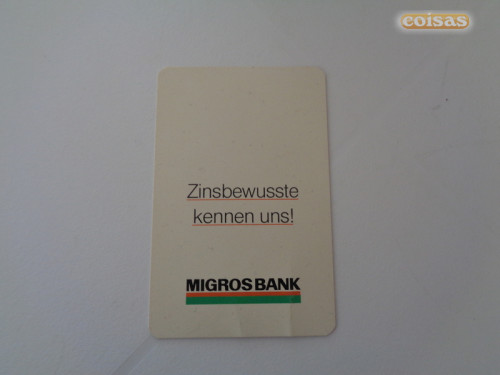 coisas
Zinsbewusste
kennen uns!
MIGROSBANK